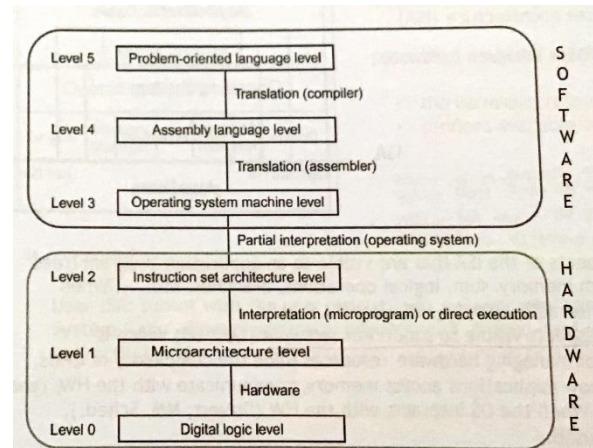 Level 5 Problem-oriented language level
Translation (compiler)
Level 4 Assembly language level
Translation (assembler)
Level 3 Operating system machine level
Partial interpretation (operating system)
Level 2 Instruction set architecture level
Interpretation (microprogram) or direct execution
Level 1 Microarchitecture level
Hardware
Level 0 Digital logic level
SOFTWARE
HARDWARE